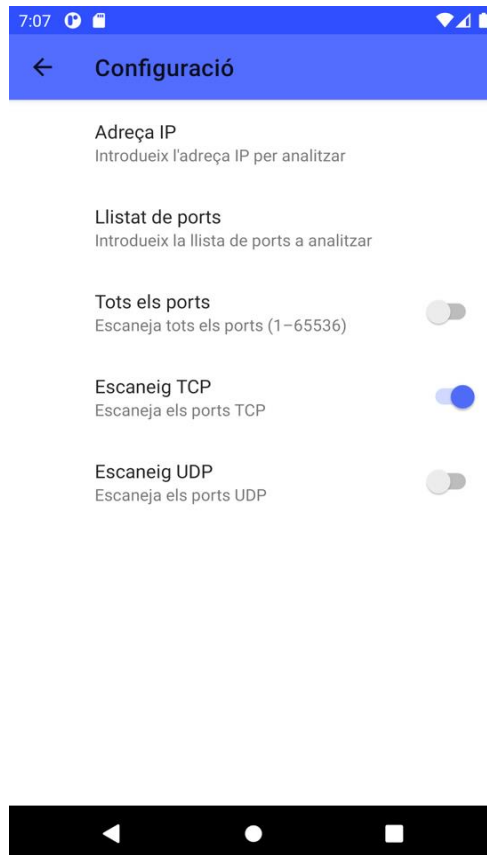 7:07
Configuració
Adreça IP
Introdueix l'adreça IP per analitzar
Llistat de ports
Introdueix la llista de ports a analitzar
Tots els ports
Escaneja tots els ports (1–65536)
Escaneig TCP
Escaneja els ports TCP
Escaneig UDP
Escaneja els ports UDP